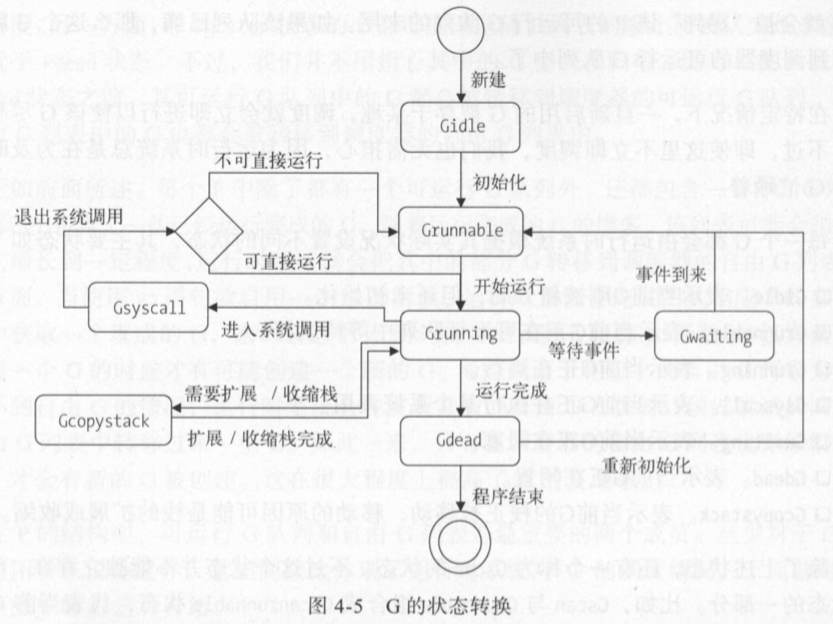 新建
Gidle
不可直接运行
初始化
退出系统调用
Grunnable
可直接运行
开始运行
事件到来
Gsyscall
进入系统调用
Grunning
等待事件
Gwaiting
需要扩展 / 收缩栈
运行完成
Gcopystack
扩展 / 收缩栈完成
Gdead
重新初始化
程序结束
图 4-5 G 的状态转换